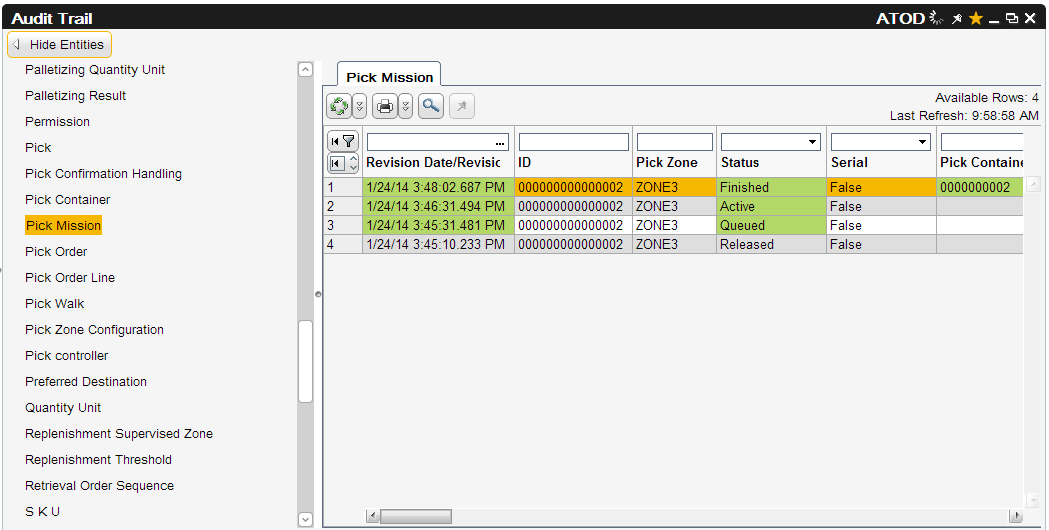 Audit Trail ATOD
Hide Entities
Palletizing Quantity Unit
Palletizing Result
Permission
Pick
Pick Confirmation Handling
Pick Container
Pick Mission
Pick Order
Pick Order Line
Pick Walk
Pick Zone Configuration
Pick controller
Preferred Destination
Quantity Unit
Replenishment Supervised Zone
Replenishment Threshold
Retrieval Order Sequence
S K U
Pick Mission
Available Rows: 4
Last Refresh: 9:58:58 AM
...
Revision Date/Revisic ID Pick Zone Status Serial Pick Containe
1 1/24/14 3:48:02.687 PM 000000000000002 ZONE3 Finished False 0000000002
2 1/24/14 3:46:31.494 PM 000000000000002 ZONE3 Active False
3 1/24/14 3:45:31.481 PM 000000000000002 ZONE3 Queued False
4 1/24/14 3:45:10.233 PM 000000000000002 ZONE3 Released False